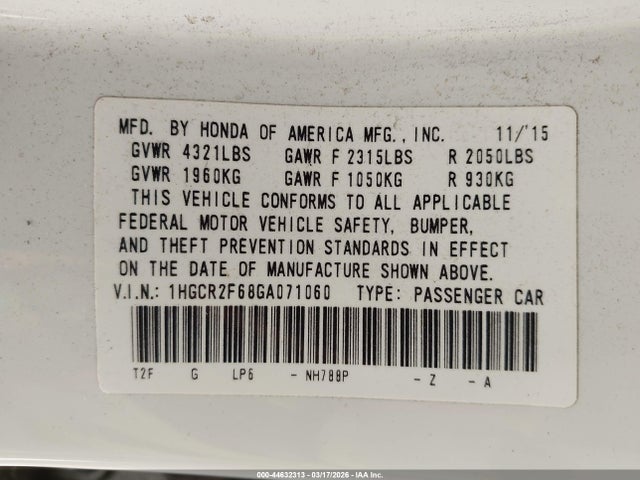 MFD. BY HONDA OF AMERICA MFG., INC. 11/'15
GVWR 4321LBS GAWR F 2315LBS R 2050LBS
GVWR 1960KG GAWR F 1050KG R 930KG
THIS VEHICLE CONFORMS TO ALL APPLICABLE
FEDERAL MOTOR VEHICLE SAFETY, BUMPER,
AND THEFT PREVENTION STANDARDS IN EFFECT
ON THE DATE OF MANUFACTURE SHOWN ABOVE.
V.I.N.: 1HGCR2F68GA071060 TYPE: PASSENGER CAR
T2F G LP6 - NH788P - Z - A
000-44632313 - 03/17/2026 - IAA Inc.